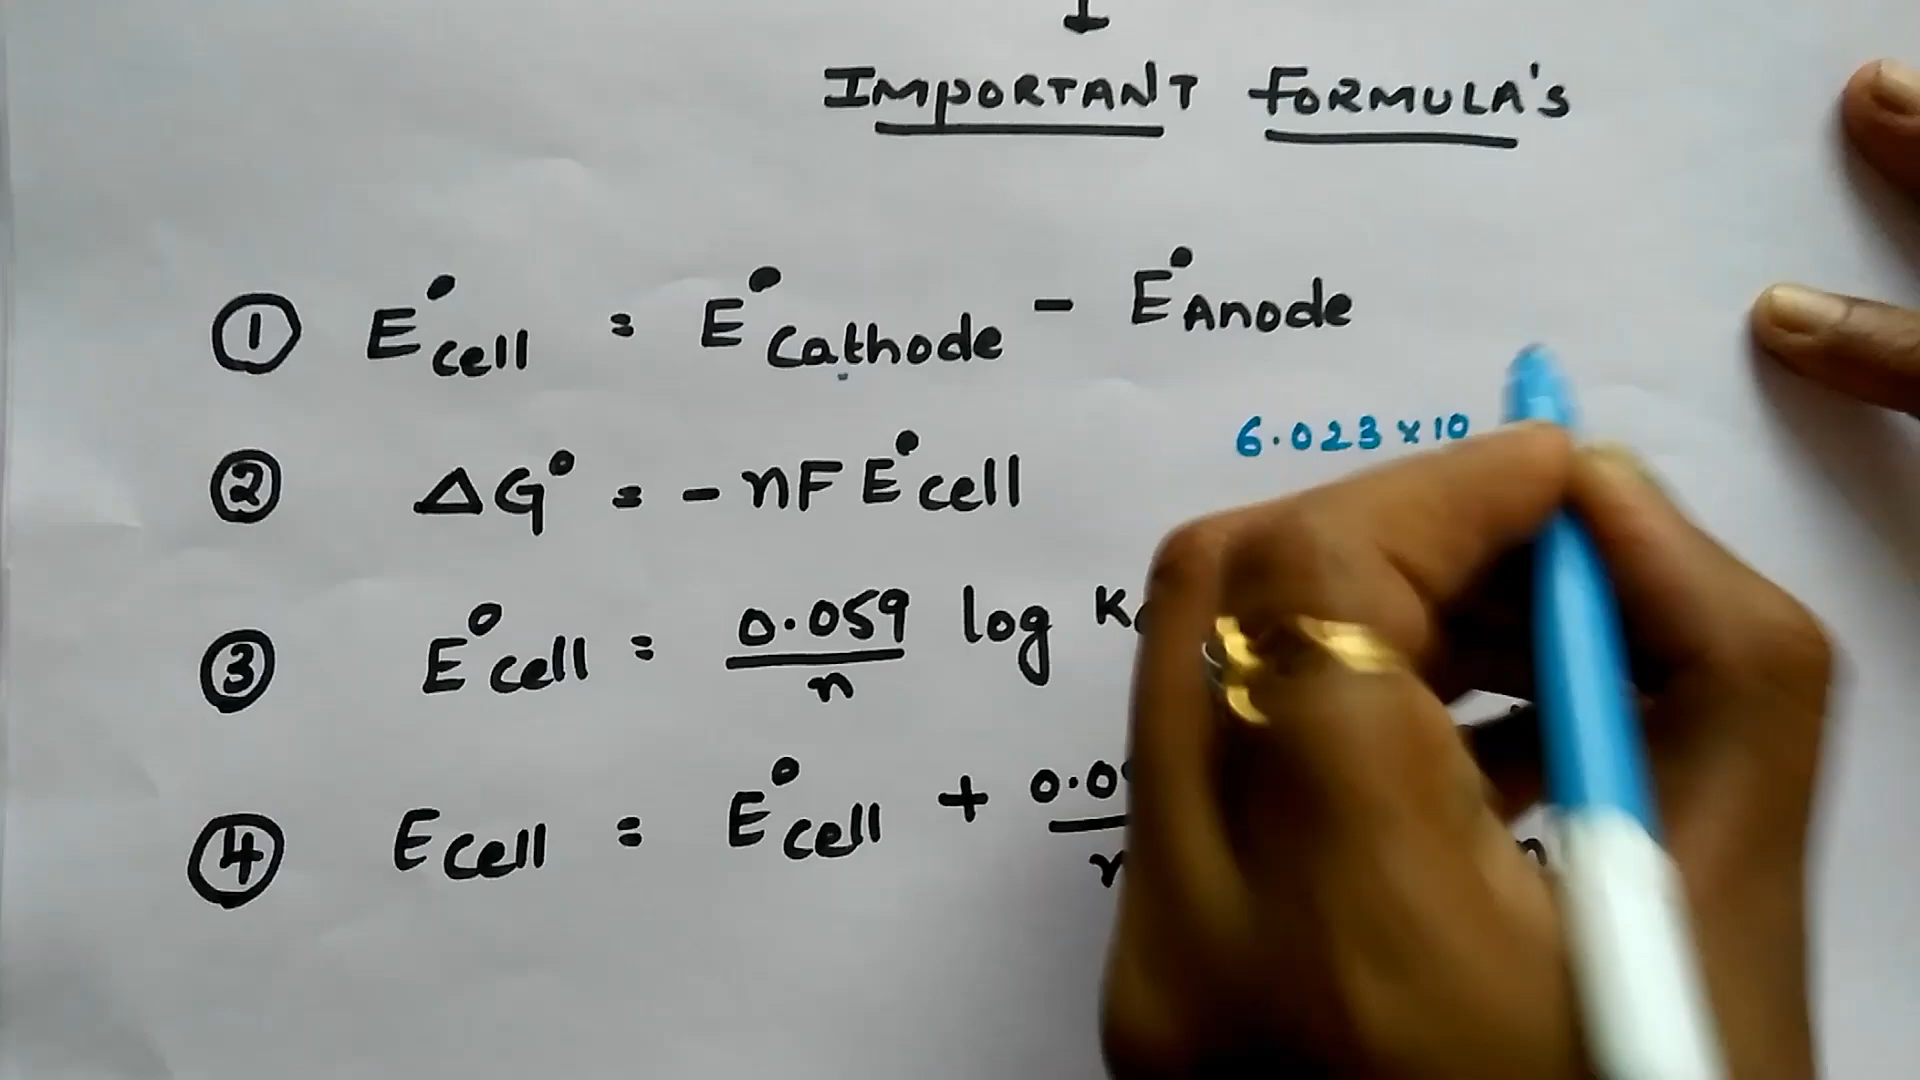 I
IMPORTANT FORMULA'S
① E°cell = E°Cathode - E°Anode
6.023 × 10
② ΔG° = - nFE°cell
③ E°cell = 0.059/n log K
④ Ecell = E°cell + 0.0